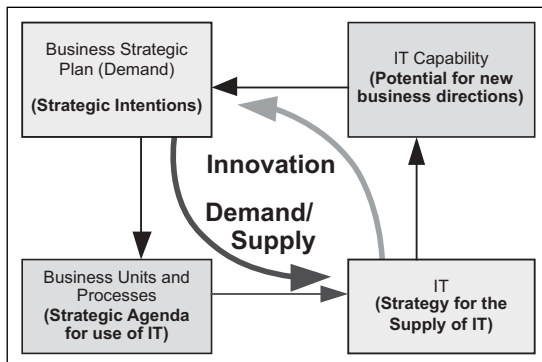 Business Strategic
Plan (Demand)
(Strategic Intentions)
IT Capability
(Potential for new
business directions)
Innovation
Demand/
Supply
Business Units and
Processes
(Strategic Agenda
for use of IT)
IT
(Strategy for the
Supply of IT)